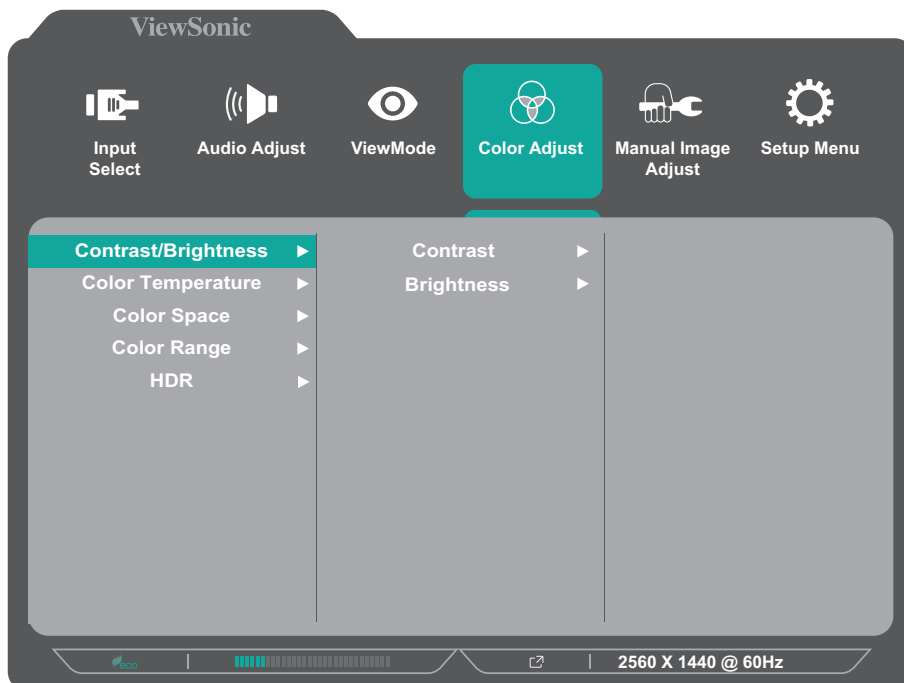 ViewSonic
Input
Select
Audio Adjust
ViewMode
Color Adjust
Manual Image
Adjust
Setup Menu
Contrast/Brightness
Color Temperature
Color Space
Color Range
HDR
Contrast
Brightness
eco
2560 X 1440 @ 60Hz